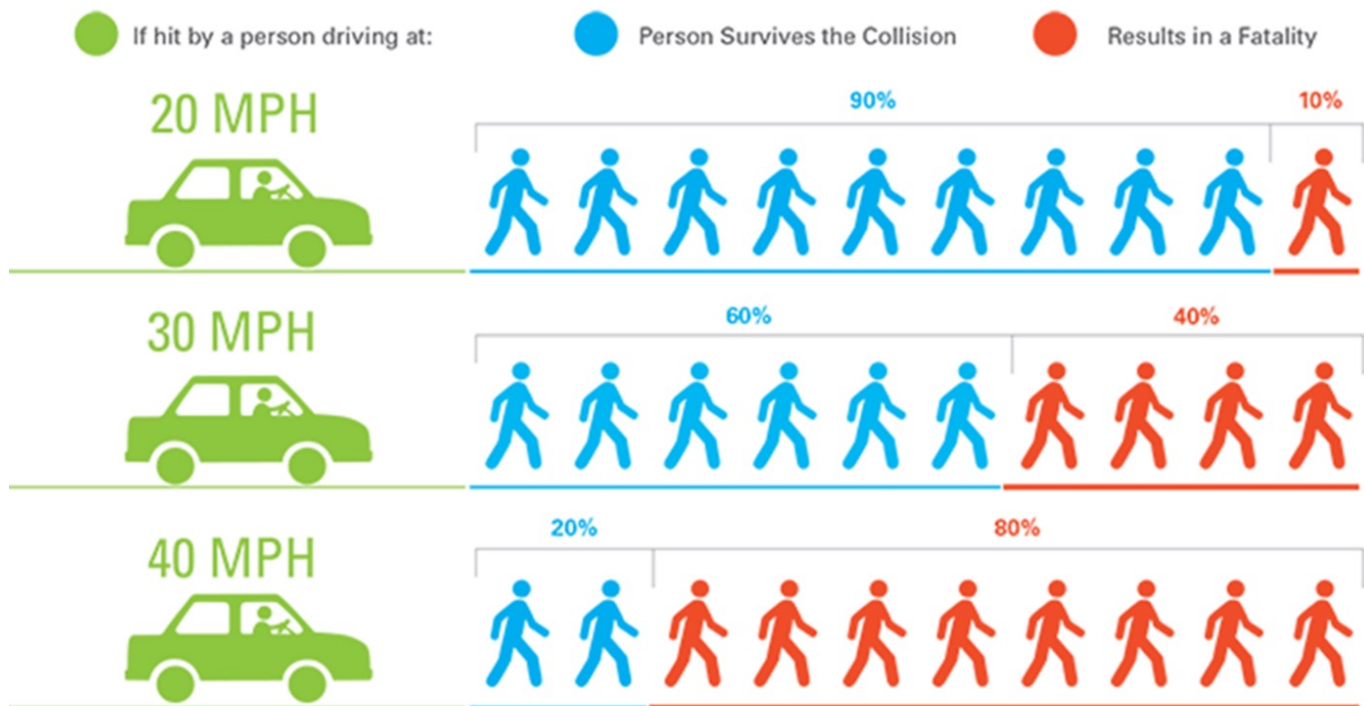 If hit by a person driving at:
Person Survives the Collision
Results in a Fatality
20 MPH
90%
10%
30 MPH
60%
40%
40 MPH
20%
80%